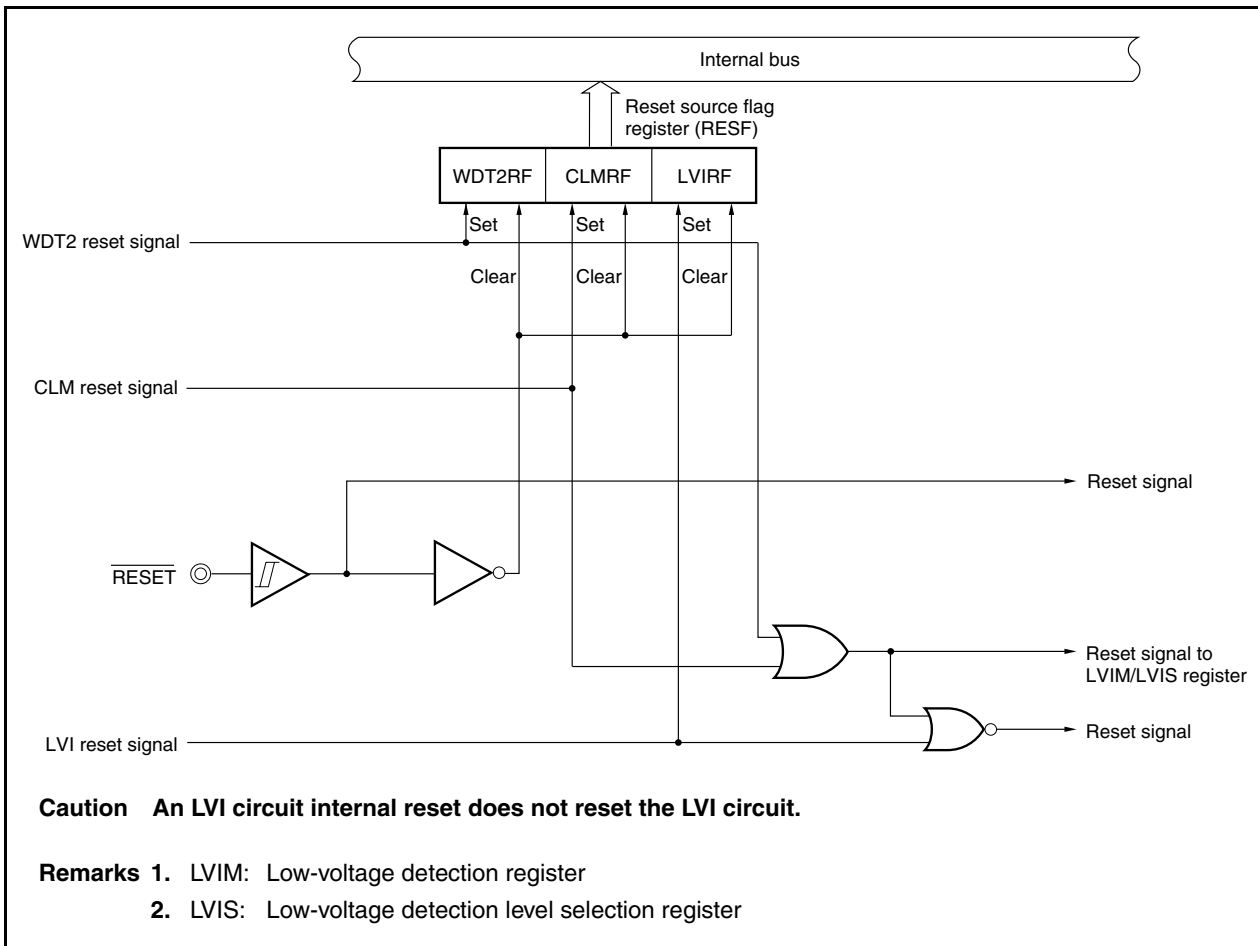 Internal bus
Reset source flag
register (RESF)
WDT2RF CLMRF LVIRF
Set Set Set
WDT2 reset signal
Clear Clear Clear
CLM reset signal
Reset signal
RESET
Reset signal to
LVIM/LVIS register
Reset signal
LVI reset signal
Caution An LVI circuit internal reset does not reset the LVI circuit.
Remarks 1. LVIM: Low-voltage detection register
2. LVIS: Low-voltage detection level selection register